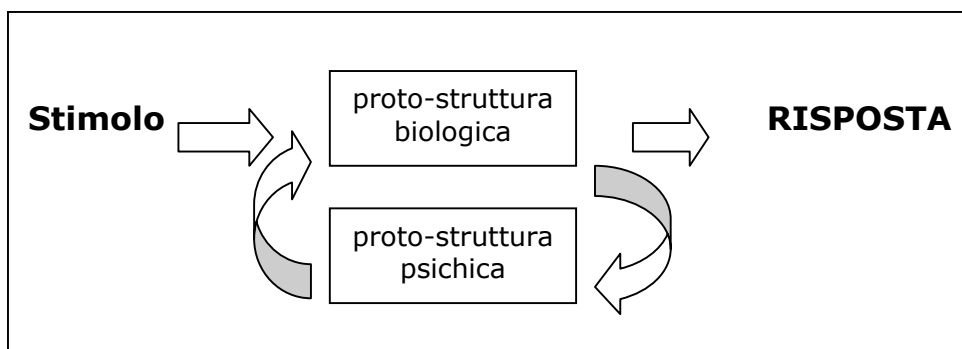 Stimolo
proto-struttura
biologica
RISPOSTA
proto-struttura
psichica